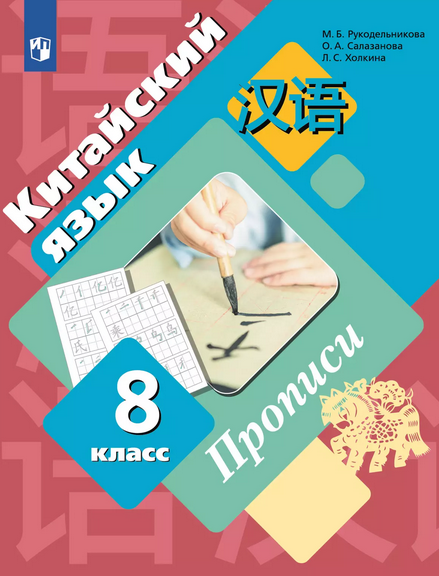 М. Б. Рукодельникова
О. А. Салазанова
Л. С. Холкина
汉语
Китайский
язык
8
класс
Прописи